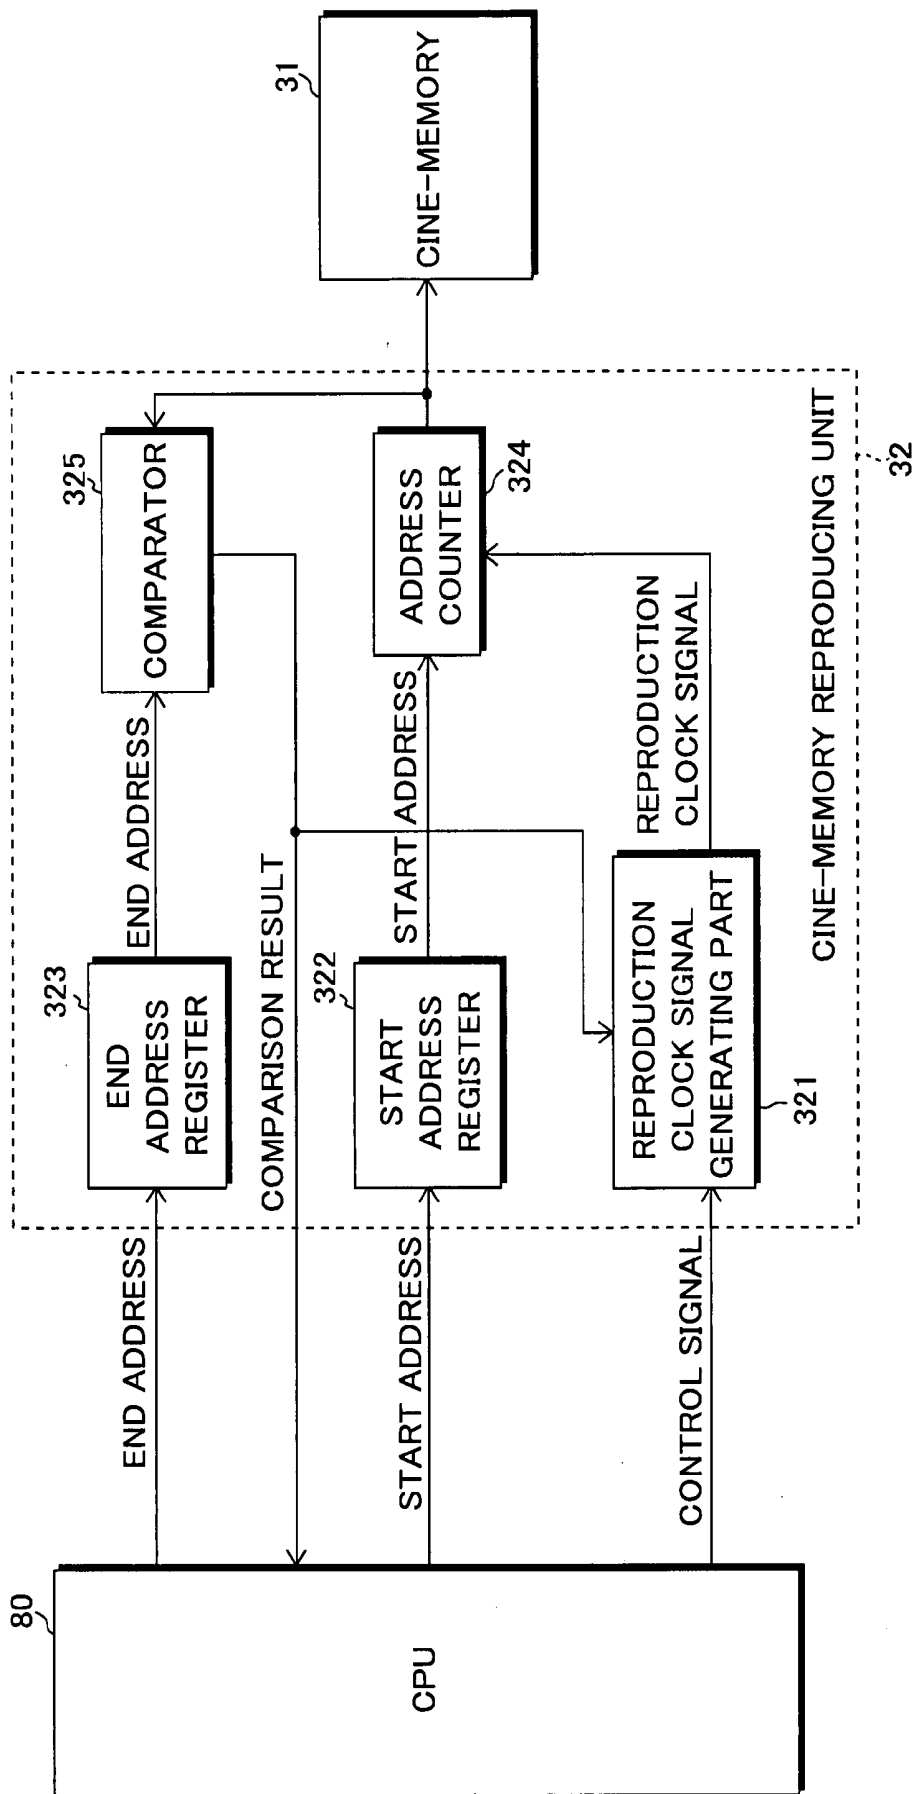 80
CPU
END ADDRESS
START ADDRESS
CONTROL SIGNAL
323
END
ADDRESS
REGISTER
COMPARISON RESULT
322
START
ADDRESS
REGISTER
REPRODUCTION
CLOCK SIGNAL
GENERATING PART
321
END ADDRESS
START ADDRESS
REPRODUCTION
CLOCK SIGNAL
325
COMPARATOR
ADDRESS
COUNTER
324
CINE-MEMORY REPRODUCING UNIT
32
31
CINE-MEMORY